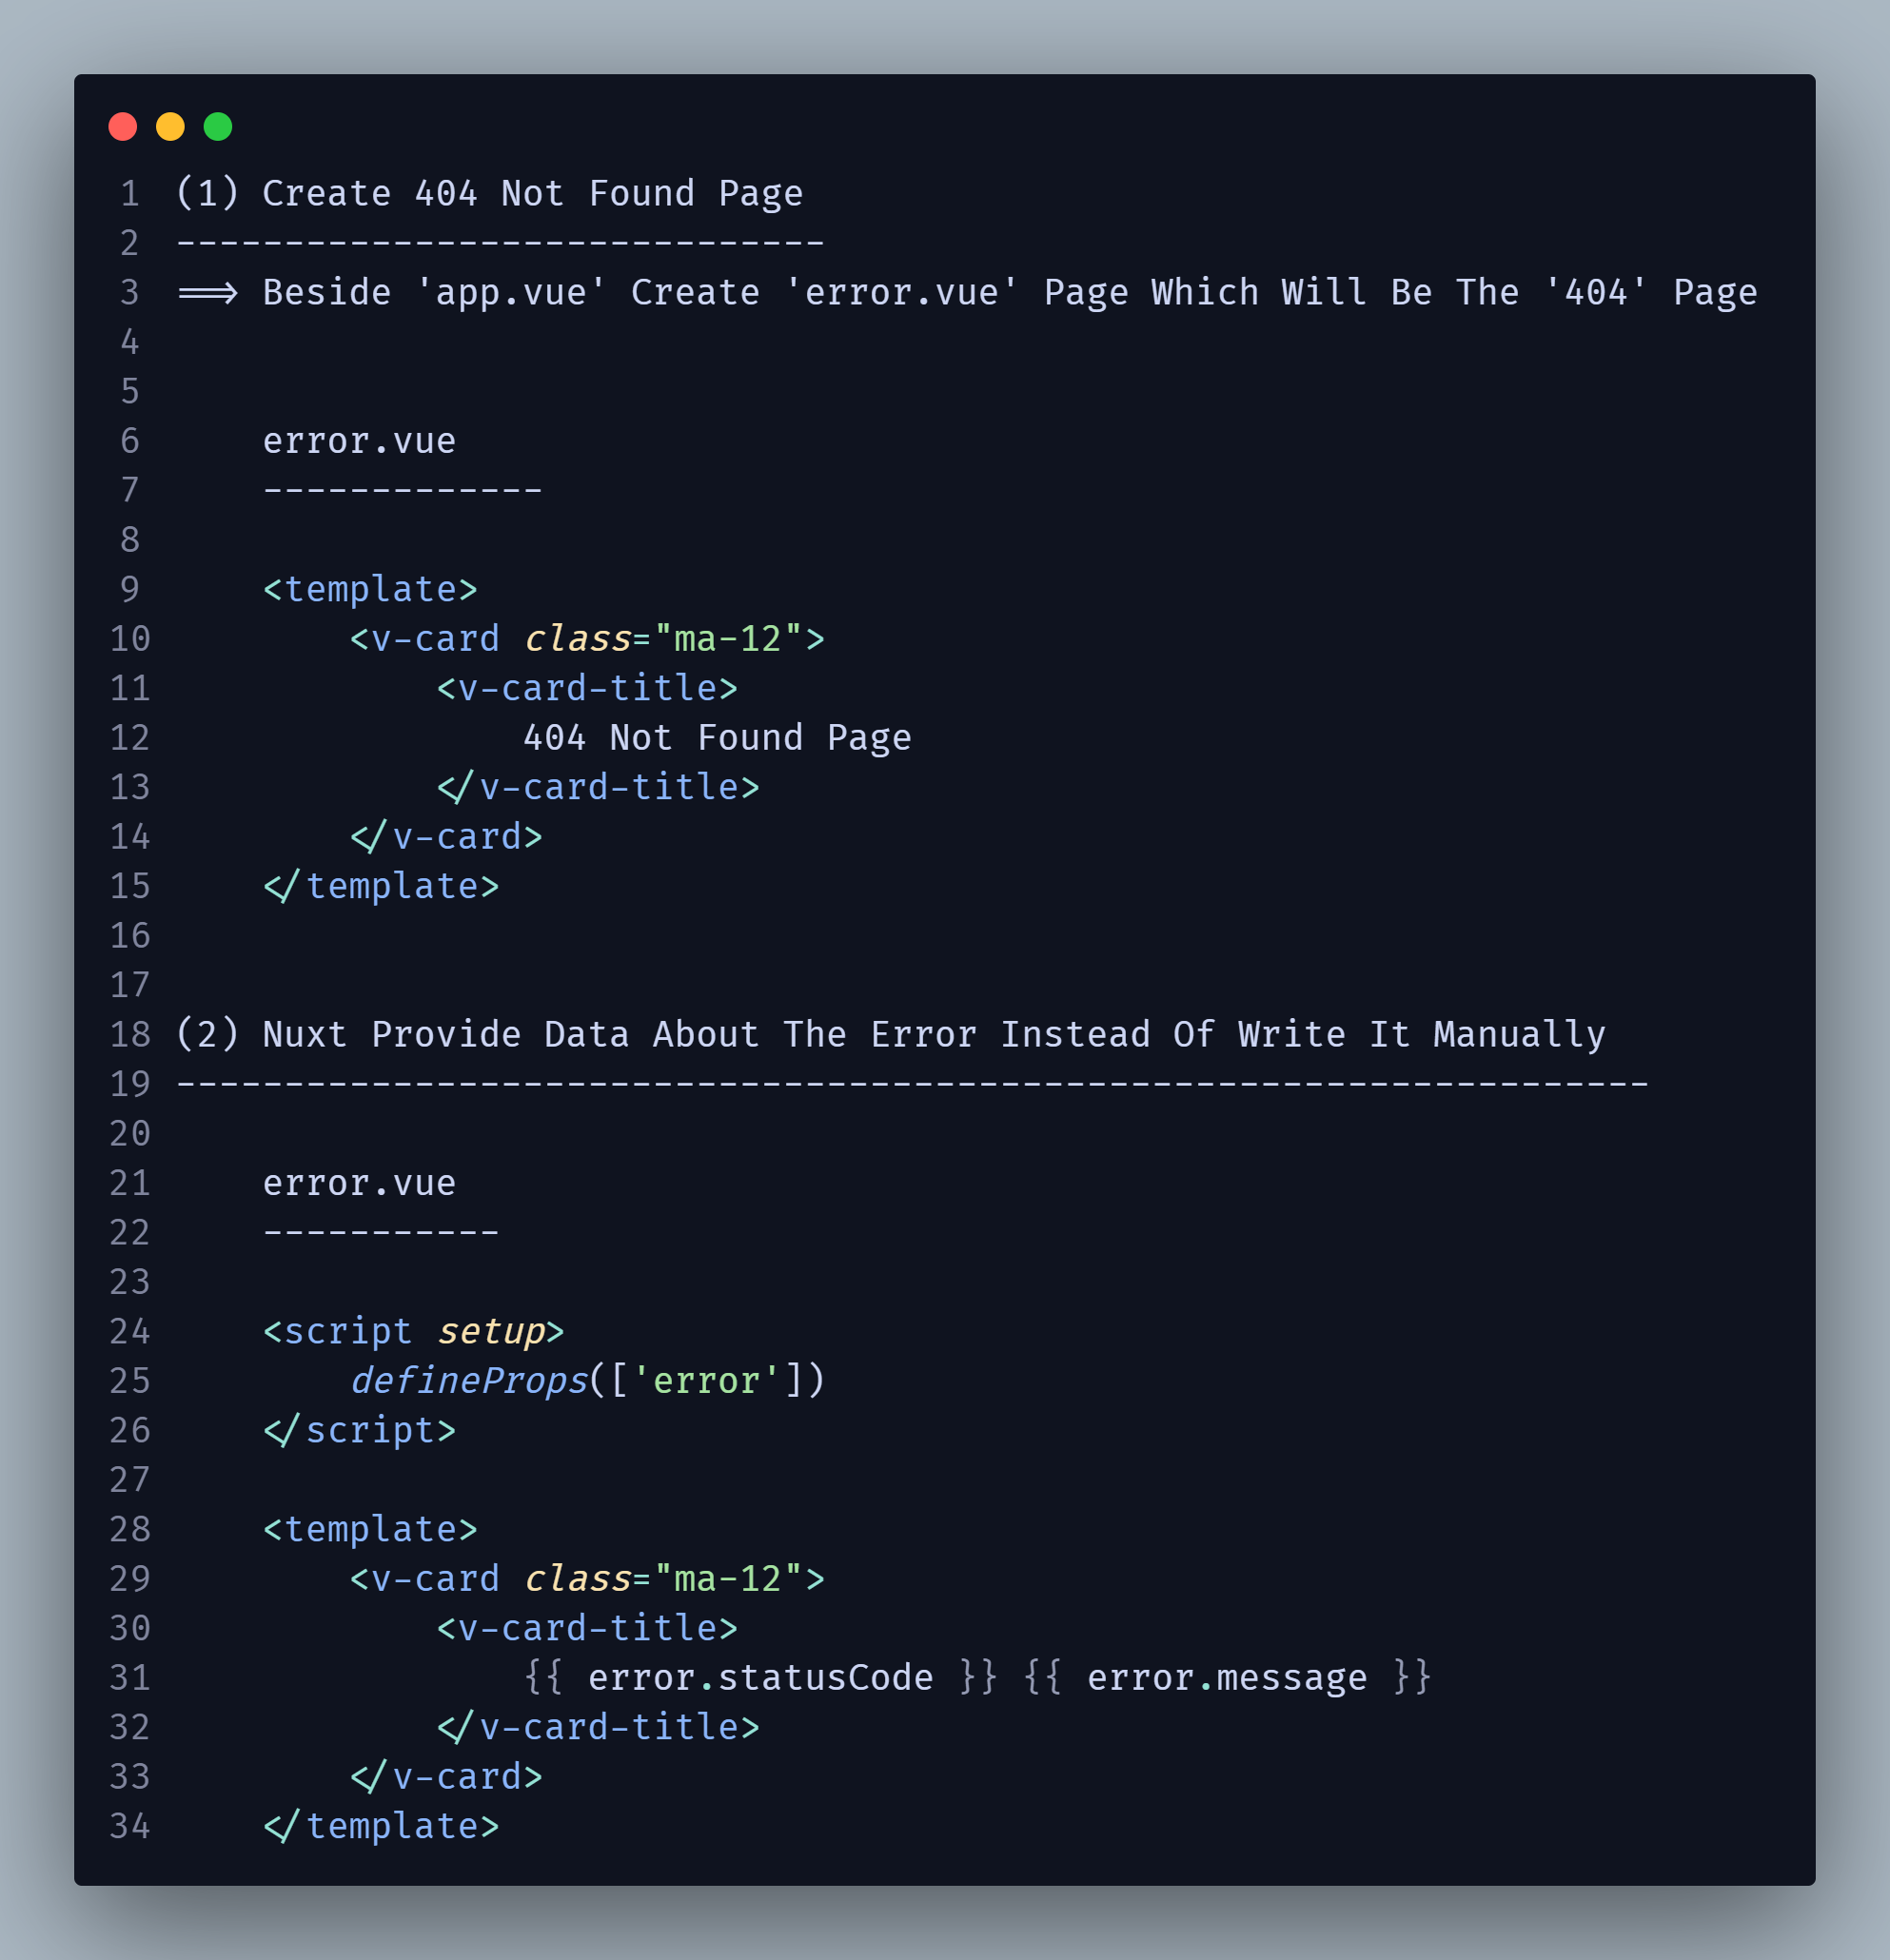 1 (1) Create 404 Not Found Page
2 ------------------------------
3 ==> Beside 'app.vue' Create 'error.vue' Page Which Will Be The '404' Page
4
5
6     error.vue
7     -------------
8
9     <template>
10         <v-card class="ma-12">
11             <v-card-title>
12                 404 Not Found Page
13             </v-card-title>
14         </v-card>
15     </template>
16
17
18 (2) Nuxt Provide Data About The Error Instead Of Write It Manually
19 --------------------------------------------------------------------
20
21     error.vue
22     -----------
23
24     <script setup>
25         defineProps(['error'])
26     </script>
27
28     <template>
29         <v-card class="ma-12">
30             <v-card-title>
31                 {{ error.statusCode }} {{ error.message }}
32             </v-card-title>
33         </v-card>
34     </template>